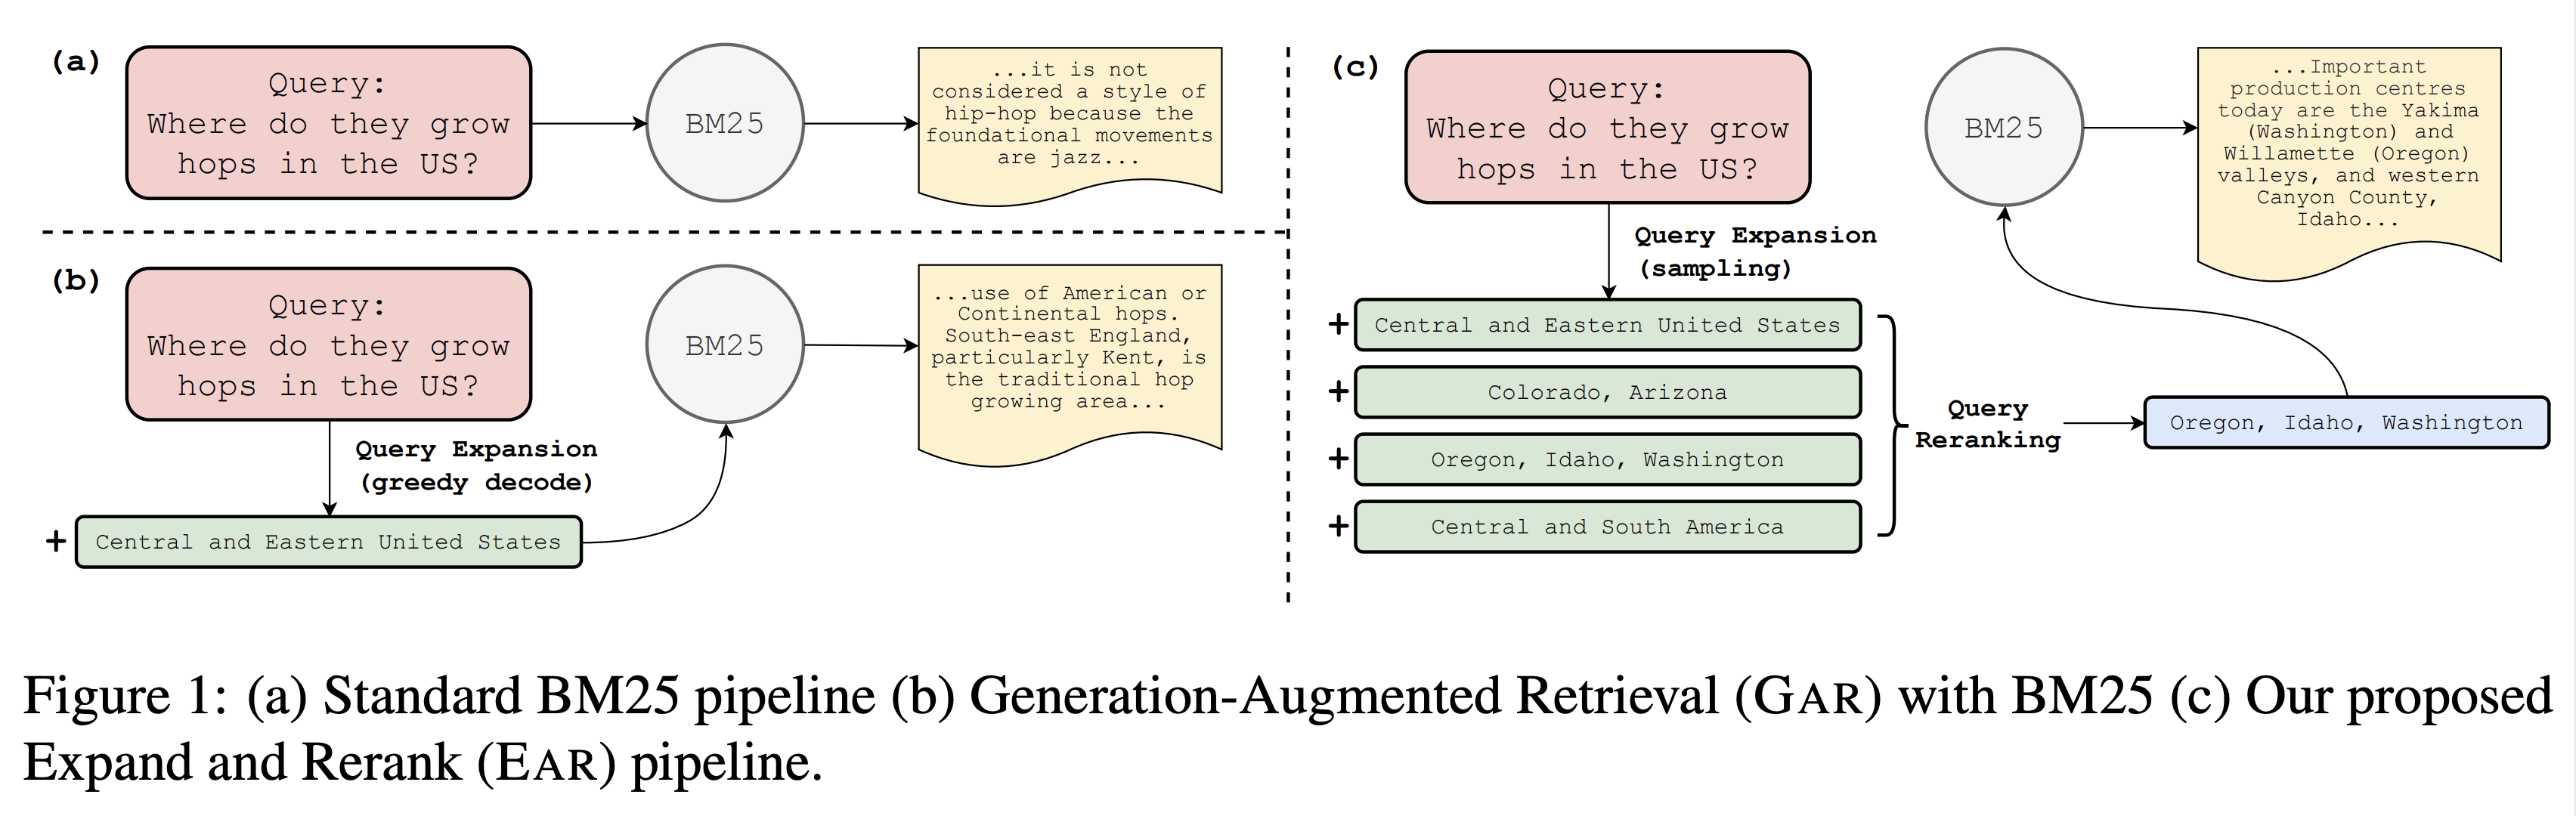 (a)
Query:
Where do they grow
hops in the US?
BM25
...it is not
considered a style of
hip-hop because the
foundational movements
are jazz...
(b)
Query:
Where do they grow
hops in the US?
Query Expansion
(greedy decode)
+ Central and Eastern United States
BM25
...use of American or
Continental hops.
South-east England,
particularly Kent, is
the traditional hop
growing area...
(c)
Query:
Where do they grow
hops in the US?
Query Expansion
(sampling)
+ Central and Eastern United States
+ Colorado, Arizona
+ Oregon, Idaho, Washington
+ Central and South America
Query
Reranking
Oregon, Idaho, Washington
BM25
...Important
production centres
today are the Yakima
(Washington) and
Willamette (Oregon)
valleys, and western
Canyon County,
Idaho...
Figure 1: (a) Standard BM25 pipeline (b) Generation-Augmented Retrieval (GAR) with BM25 (c) Our proposed
Expand and Rerank (EAR) pipeline.